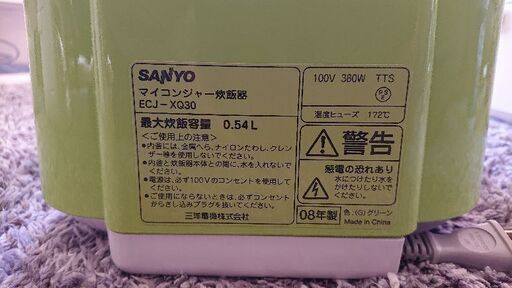 SANYO
マイコンジャー炊飯器
ECJ-XQ30
最大炊飯容量 0.54L
＜ご使用上の注意＞
●内釜には、金属へら、ナイロンたわし、クレン
ザー等を使用しないでください。
●内釜と炊飯器本体との間に、水を入れないで
ください。
●電源は、必ず100Vのコンセントを使用して
ください。
●ご使用にならないときは、必ずコンセント
からさし込みプラグを抜いてください。
三洋電機株式会社
100V 380W TTS
PS
E
温度ヒューズ 172℃
警告
感電の恐れあり
水につけたり水を
かけたりしないで
ください。
08年製
色:(G)グリーン
Made in China